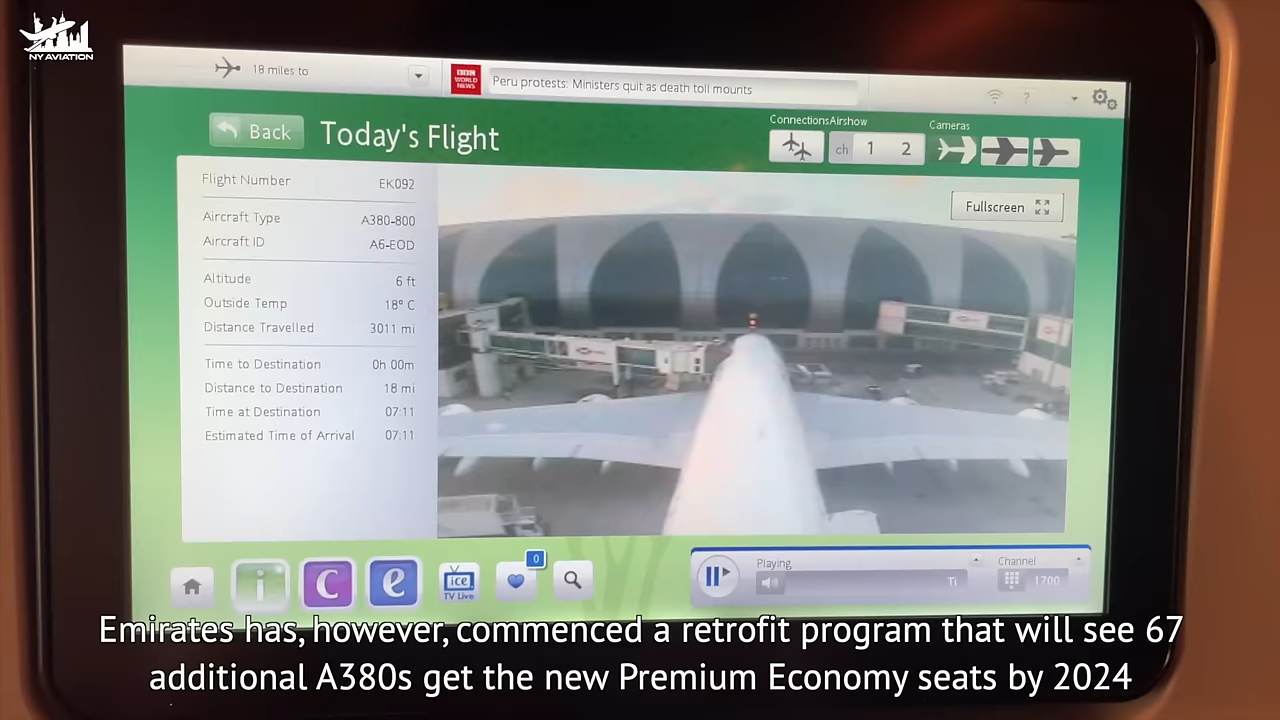 NY AVIATION
18 miles to
BBC
WORLD
NEWS
Peru protests: Ministers quit as death toll mounts
?
Back
Today's Flight
Connections
Airshow
ch 1 2
Cameras
Flight Number EK092
Aircraft Type A380-800
Aircraft ID A6-EOD
Altitude 6 ft
Outside Temp 18° C
Distance Travelled 3011 mi
Time to Destination 0h 00m
Distance to Destination 18 mi
Time at Destination 07:11
Estimated Time of Arrival 07:11
Fullscreen
i
c
e
ice
TV Live
0
Playing
Ti
Channel
1700
Emirates has, however, commenced a retrofit program that will see 67
additional A380s get the new Premium Economy seats by 2024